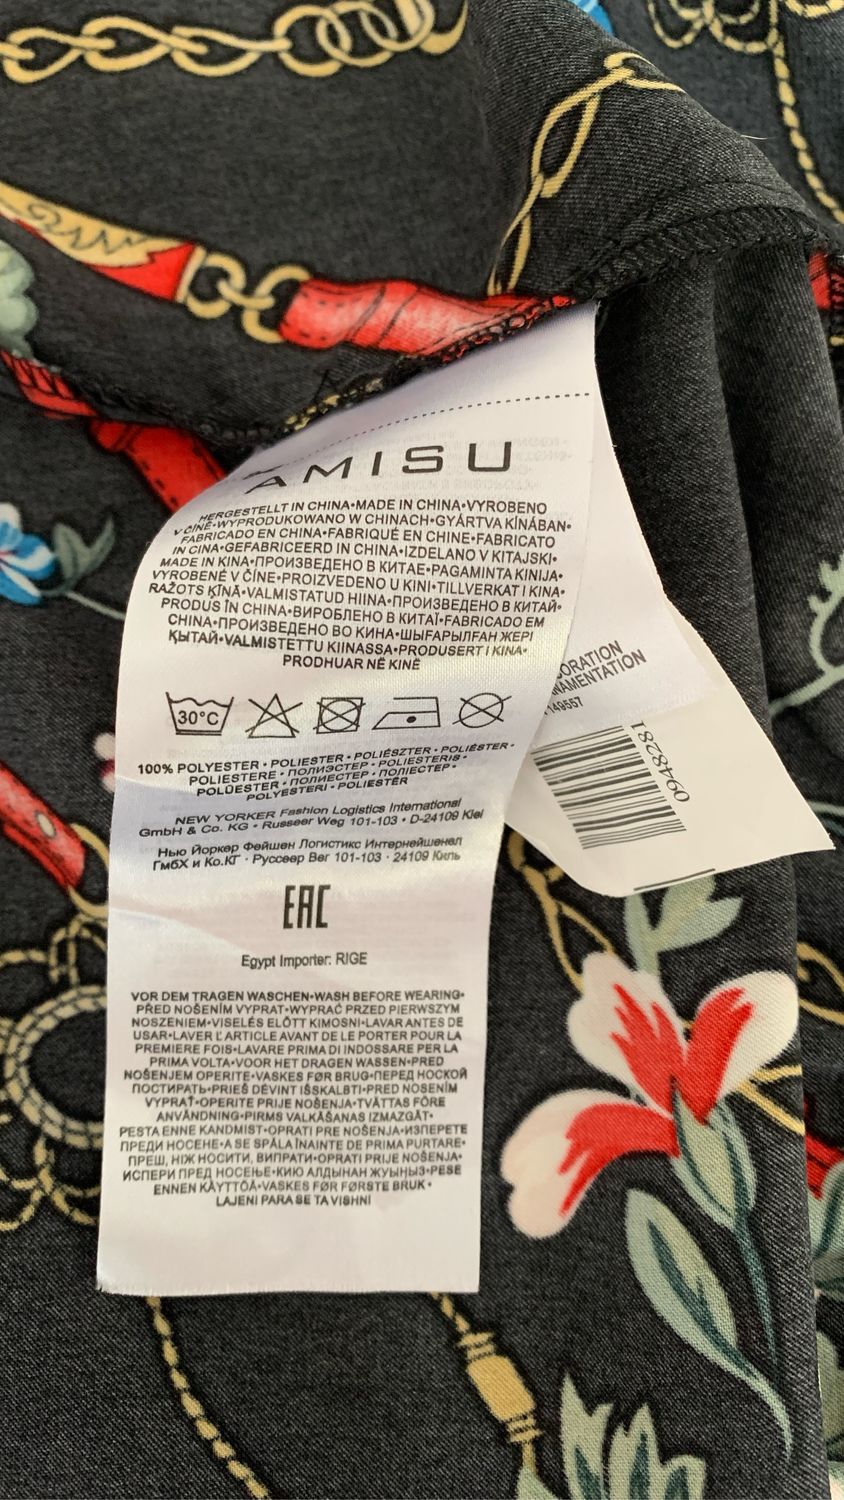 AMISU
HERGESTELLT IN CHINA•MADE IN CHINA•VYROBENO
V ČÍNĚ•WYPRODUKOWANO W CHINACH•GYÁRTVA KÍNÁBAN•
FABRICADO EN CHINA•FABRIQUÉ EN CHINE•FABBRICATO
IN CINA•GEFABRICEERD IN CHINA•IZDELANO V KITAJSKI•
MADE IN KINA•ПРОИЗВЕДЕНО В КИТАЕ•PAGAMINTA KINIJA•
VYROBENÉ V ČÍNE•PROIZVEDENO U KINI•TILLVERKAT I KINA•
RAŽOTS ĶĪNĀ•VALMISTATUD HIINA•ПРОИЗВЕДЕНО В КИТАЙ•
PRODUS ÎN CHINA•ВИРОБЛЕНО В КИТАЇ•FABRICADO EM
CHINA•ПРОИЗВЕДЕНО ВО КИНА•ШЫҒАРЫЛҒАН ЖЕРІ
ҚЫТАЙ•VALMISTETTU KIINASSA•PRODUSERT I KINA•
PRODHUAR NË KINË
30°C
100% POLYESTER • POLIESTER • POLIÉSZTER • POLIÉSTER •
POLIESTERE • ПОЛИЭСТЕР • POLIESTERIS •
POLÜESTER • ПОЛИЕСТЕР • ПОЛІЕСТЕР •
POLYESTERI • POLIESTËR
NEW YORKER Fashion Logistics International
GmbH & Co. KG • Russeer Weg 101-103 • D-24109 Kiel
Нью Йоркер Фейшен Логистикс Интернейшенел
ГмбХ и Ко.КГ · Руссеер Вег 101-103 · 24109 Киль
EAC
Egypt Importer: RIGE
VOR DEM TRAGEN WASCHEN•WASH BEFORE WEARING•
PŘED NOŠENÍM VYPRAT•WYPRAĆ PRZED PIERWSZYM
NOSZENIEM•VISELÉS ELŐTT KIMOSNI•LAVAR ANTES DE
USAR•LAVER L'ARTICLE AVANT DE LE PORTER POUR LA
PREMIERE FOIS•LAVARE PRIMA DI INDOSSARE PER LA
PRIMA VOLTA•VOOR HET DRAGEN WASSEN•PRED
NOŠENJEM OPERITE•VASKES FØR BRUG•ПЕРЕД НОСКОЙ
ПОСТИРАТЬ•PRIEŠ DĖVINT IŠSKALBTI•PRED NOSENÍM
VYPRAŤ•OPERITE PRIJE NOŠENJA•TVÄTTAS FÖRE
ANVÄNDNING•PIRMS VALKĀŠANAS IZMAZGĀT•
PESTA ENNE KANDMIST•OPRATI PRE NOŠENJA•ИЗПЕРЕТЕ
ПРЕДИ НОСЕНЕ•A SE SPĂLA ÎNAINTE DE PRIMA PURTARE•
ПРЕШ, НІЖ НОСИТИ, ВИПРАТИ•OPRATI PRIJE NOŠENJA•
ИСПЕРИ ПРЕД НОСЕЊЕ•КИЮ АЛДЫНАН ЖУЫҢЫЗ•PESE
ENNEN KÄYTTÖÄ•VASKES FØR FØRSTE BRUK •
LAJENI PARA SE TA VISHNI
ORATION
NAMENTATION
149557
0948281